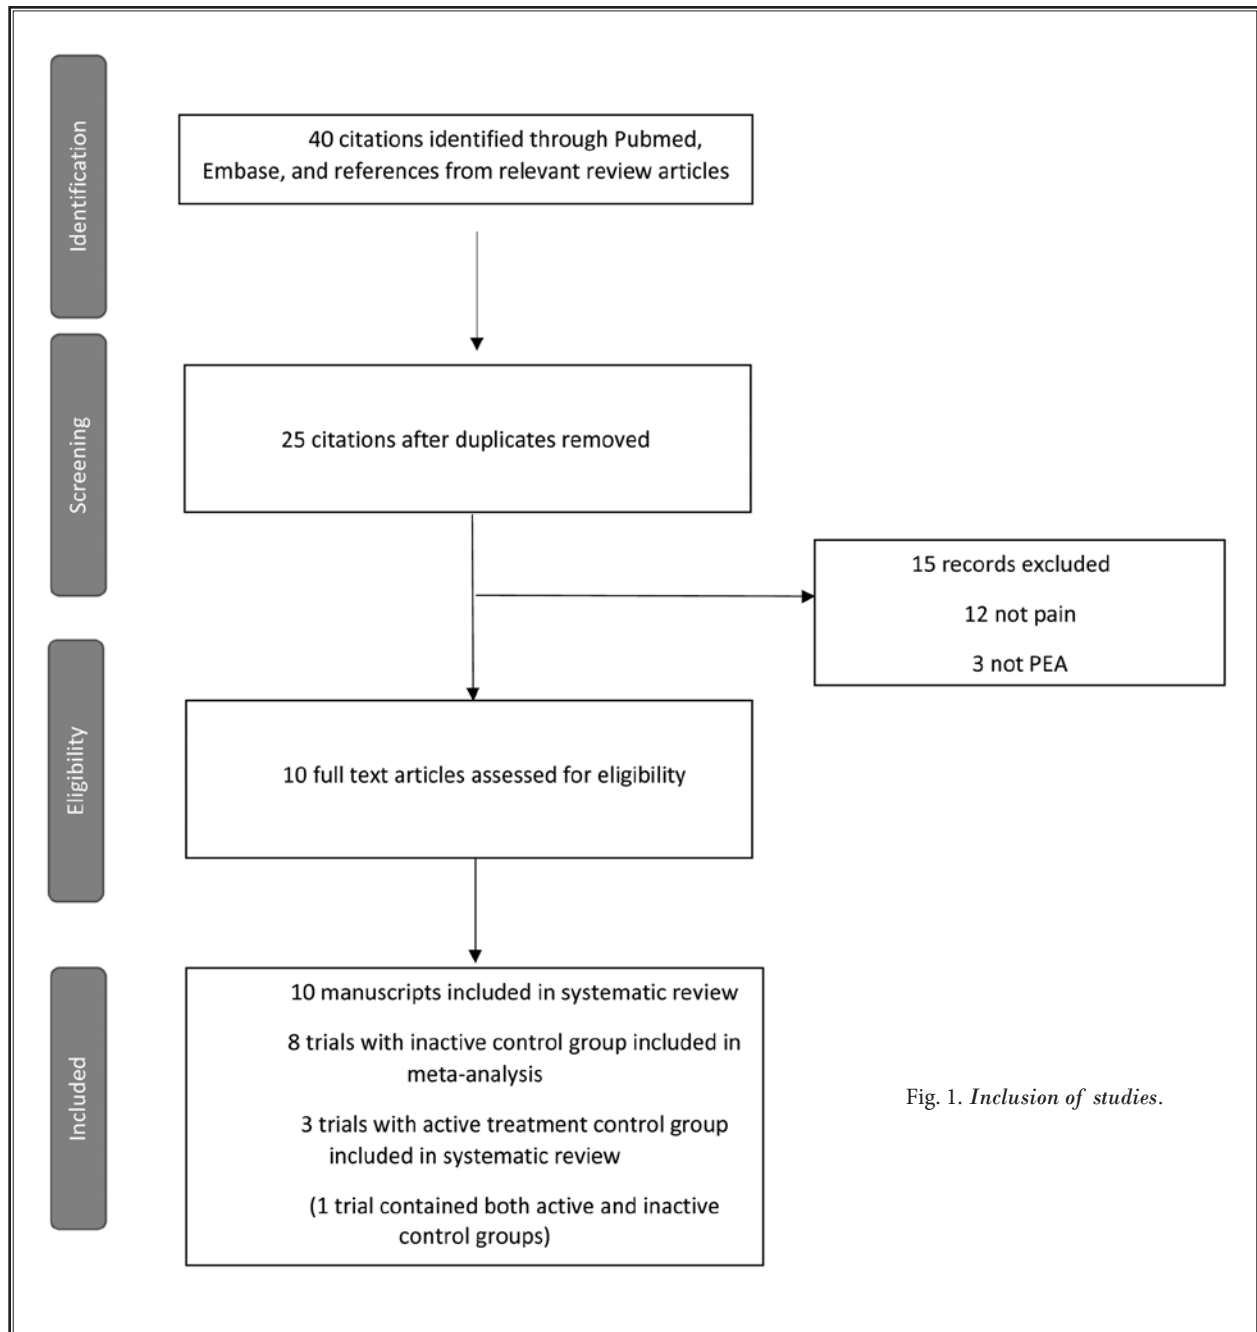 Identification
40 citations identified through Pubmed,
Embase, and references from relevant review articles
Screening
25 citations after duplicates removed
15 records excluded
12 not pain
3 not PEA
Eligibility
10 full text articles assessed for eligibility
Included
10 manuscripts included in systematic review
8 trials with inactive control group included in
meta-analysis
3 trials with active treatment control group
included in systematic review
(1 trial contained both active and inactive
control groups)
Fig. 1. Inclusion of studies.